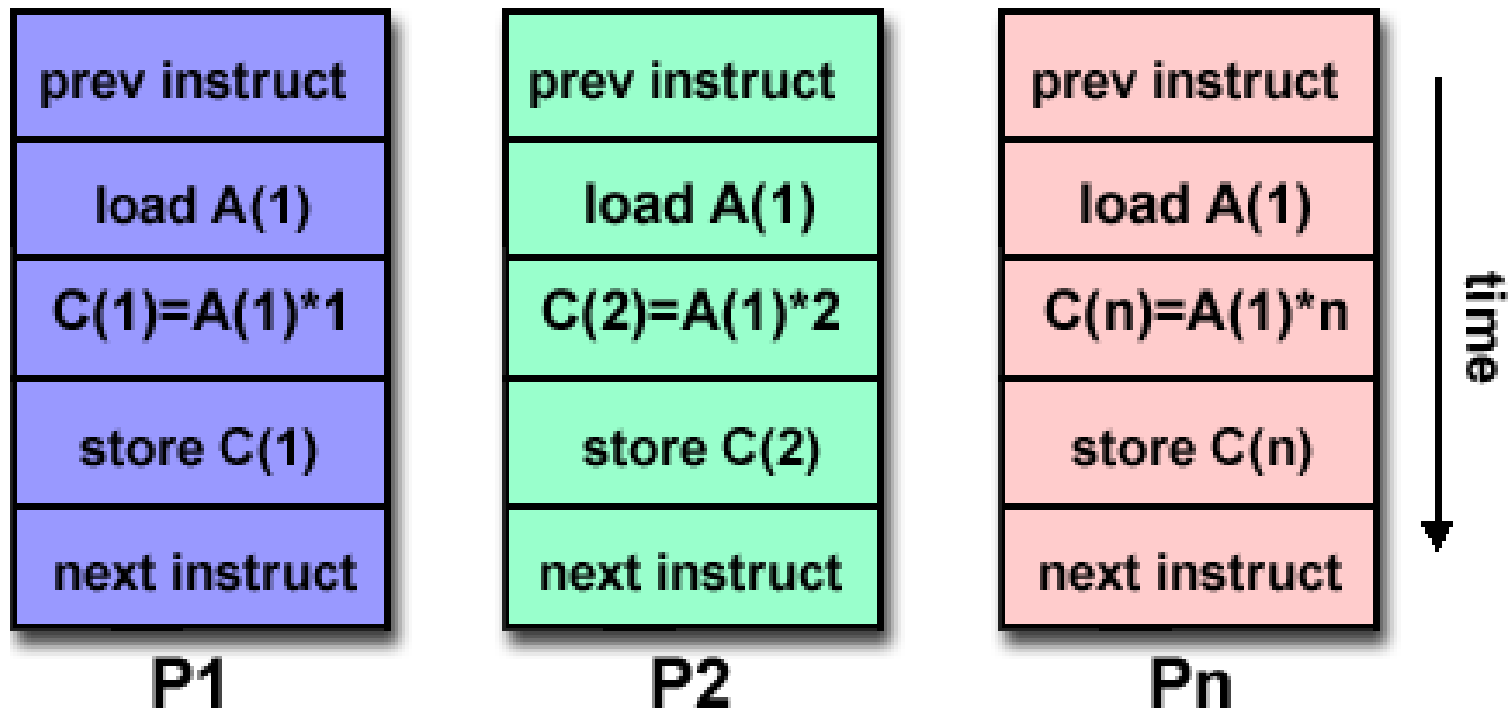 prev instruct
load A(1)
C(1)=A(1)*1
store C(1)
next instruct
P1
prev instruct
load A(1)
C(2)=A(1)*2
store C(2)
next instruct
P2
prev instruct
load A(1)
C(n)=A(1)*n
store C(n)
next instruct
Pn
time